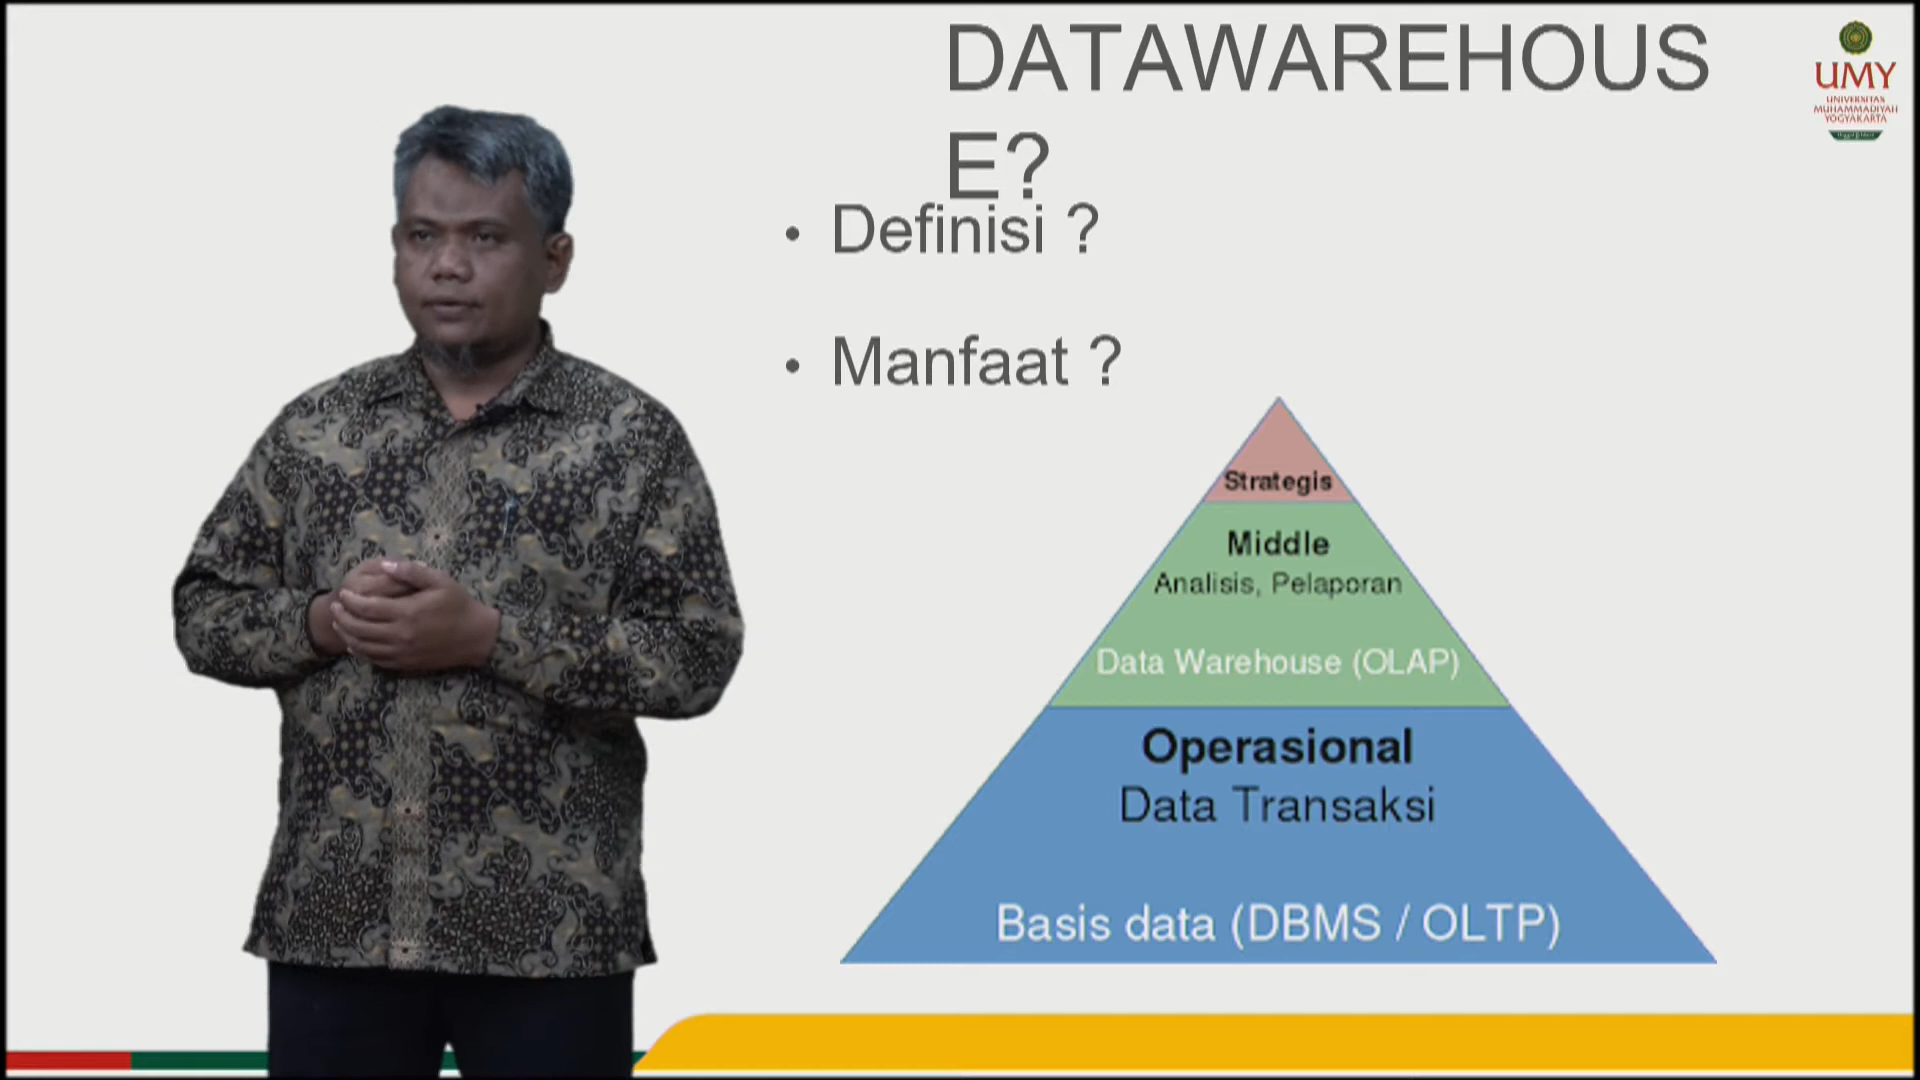 DATAWAREHOUS
E?
• Definisi ?
• Manfaat ?
Strategis
Middle
Analisis, Pelaporan
Data Warehouse (OLAP)
Operasional
Data Transaksi
Basis data (DBMS / OLTP)
UMY
UNIVERSITAS
MUHAMMADIYAH
YOGYAKARTA